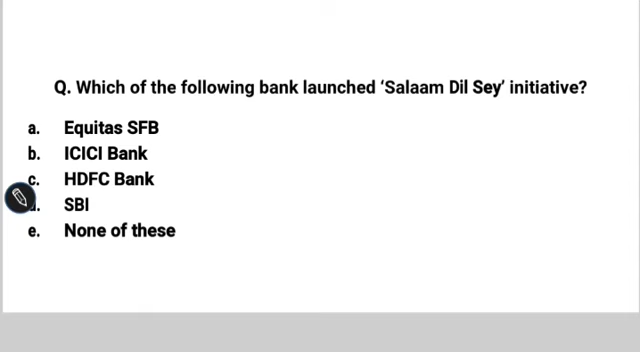 Q. Which of the following bank launched ‘Salaam Dil Sey’ initiative?
a. Equitas SFB
b. ICICI Bank
c. HDFC Bank
d. SBI
e. None of these